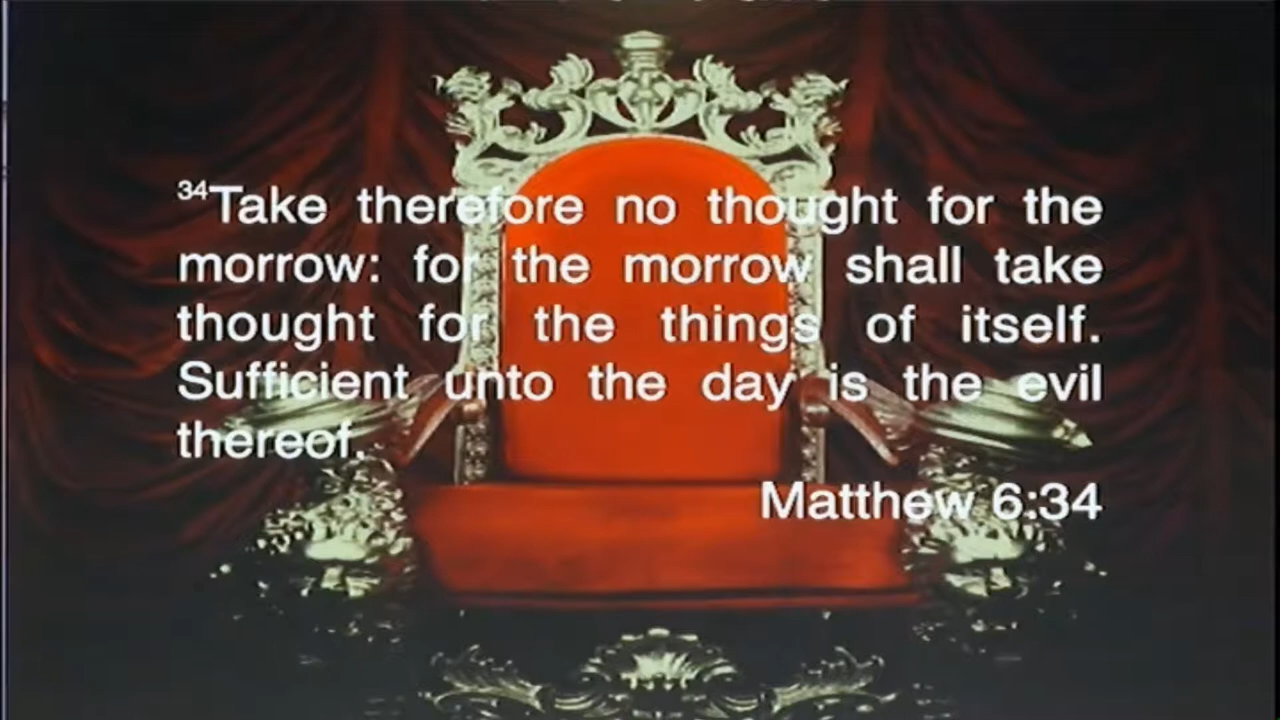 34Take therefore no thought for the
morrow: for the morrow shall take
thought for the things of itself.
Sufficient unto the day is the evil
thereof.
Matthew 6:34